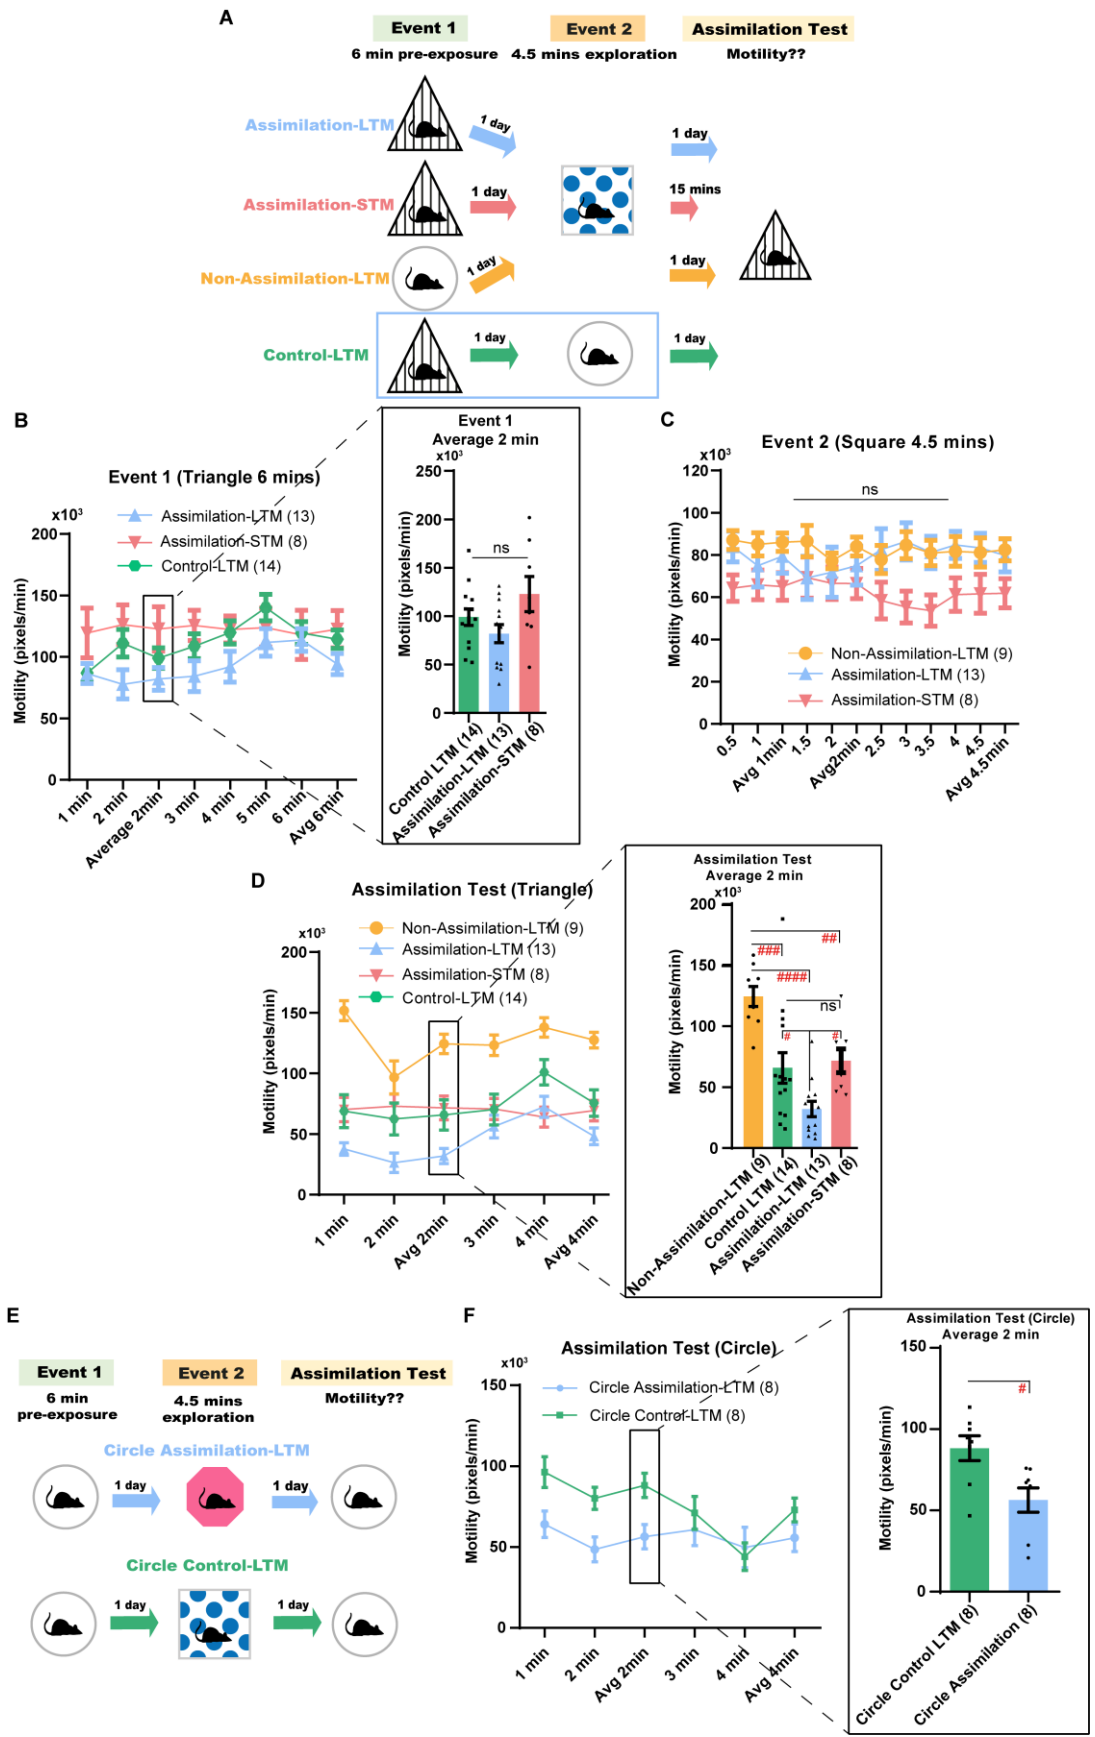 A
Event 1
Event 2
Assimilation Test
6 min pre-exposure
4.5 mins exploration
Motility??
Assimilation-LTM
1 day
1 day
Assimilation-STM
1 day
15 mins
Non-Assimilation-LTM
1 day
1 day
Control-LTM
1 day
1 day
B
Event 1 (Triangle 6 mins)
x10³
Assimilation-LTM (13)
Assimilation-STM (8)
Control-LTM (14)
Motility (pixels/min)
200
150
100
50
0
1 min
2 min
Average 2min
3 min
4 min
5 min
6 min
Avg 6min
Event 1
Average 2 min
x10³
Motility (pixels/min)
250
200
150
100
50
0
ns
Control LTM (14)
Assimilation-LTM (13)
Assimilation-STM (8)
C
Event 2 (Square 4.5 mins)
x10³
Motility (pixels/min)
120
100
80
60
40
20
0
ns
Non-Assimilation-LTM (9)
Assimilation-LTM (13)
Assimilation-STM (8)
0.5
1
Avg 1min
1.5
2
Avg2min
2.5
3
3.5
4
4.5
Avg 4.5min
D
Assimilation Test (Triangle)
x10³
Non-Assimilation-LTM (9)
Assimilation-LTM (13)
Assimilation-STM (8)
Control-LTM (14)
Motility (pixels/min)
200
150
100
50
0
1 min
2 min
Avg 2min
3 min
4 min
Avg 4min
Assimilation Test
Average 2 min
x10³
Motility (pixels/min)
200
150
100
50
0
##
###
####
ns
#
#
Non-Assimilation-LTM (9)
Control LTM (14)
Assimilation-LTM (13)
Assimilation-STM (8)
E
Event 1
Event 2
Assimilation Test
6 min
pre-exposure
4.5 mins
exploration
Motility??
Circle Assimilation-LTM
1 day
1 day
Circle Control-LTM
1 day
1 day
F
Assimilation Test (Circle)
x10³
Circle Assimilation-LTM (8)
Circle Control-LTM (8)
Motility (pixels/min)
150
100
50
0
1 min
2 min
Avg 2min
3 min
4 min
Avg 4min
Assimilation Test (Circle)
Average 2 min
Motility (pixels/min)
150
100
50
0
#
Circle Control LTM (8)
Circle Assimilation (8)